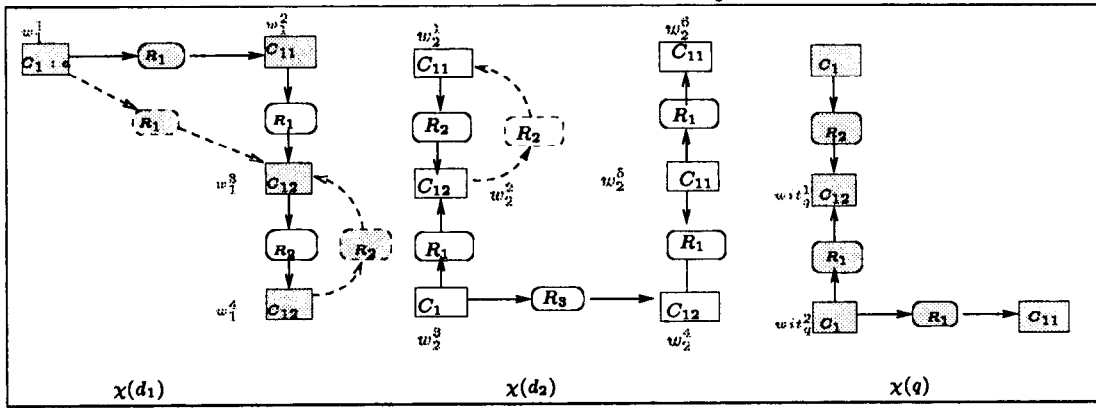 w_1^1
w_1^2
C_1 : e
R_1
C_11
R_1
R_1
w_1^3
C_12
R_2
R_2
w_1^4
C_12
χ(d_1)
w_2^1
C_11
R_2
R_2
C_12
w_2^2
R_1
C_1
w_2^3
R_3
w_2^6
C_11
R_1
w_2^5
C_11
R_1
C_12
w_2^4
χ(d_2)
C_1
R_2
wit_q^1
C_12
R_1
wit_q^2
C_1
R_1
C_11
χ(q)